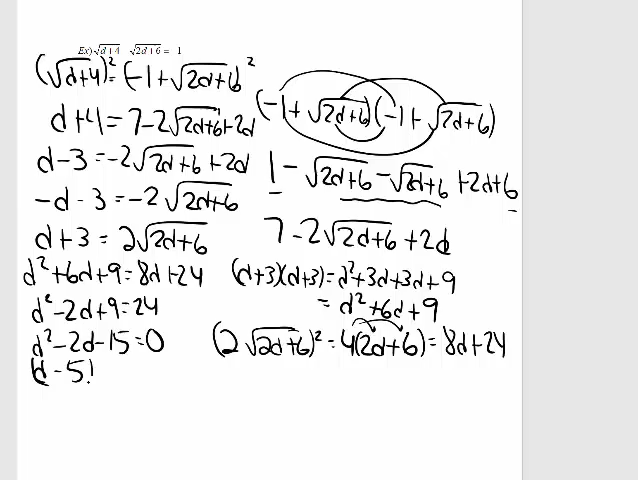 Ex) √d+4 √2d+6 = 1
(√d+4)² = (-1+√2d+6)²
d+4 = 7-2√2d+6+2d
d-3 = -2√2d+6+2d
-d-3 = -2√2d+6
d+3 = 2√2d+6
d²+6d+9 = 8d+24
d²-2d+9 = 24
d²-2d-15 = 0
d-5
(-1+√2d+6)(-1+√2d+6)
1-√2d+6-√2d+6+2d+6
7-2√2d+6+2d
(d+3)(d+3) = d²+3d+3d+9
= d²+6d+9
(2√2d+6)² = 4(2d+6) = 8d+24